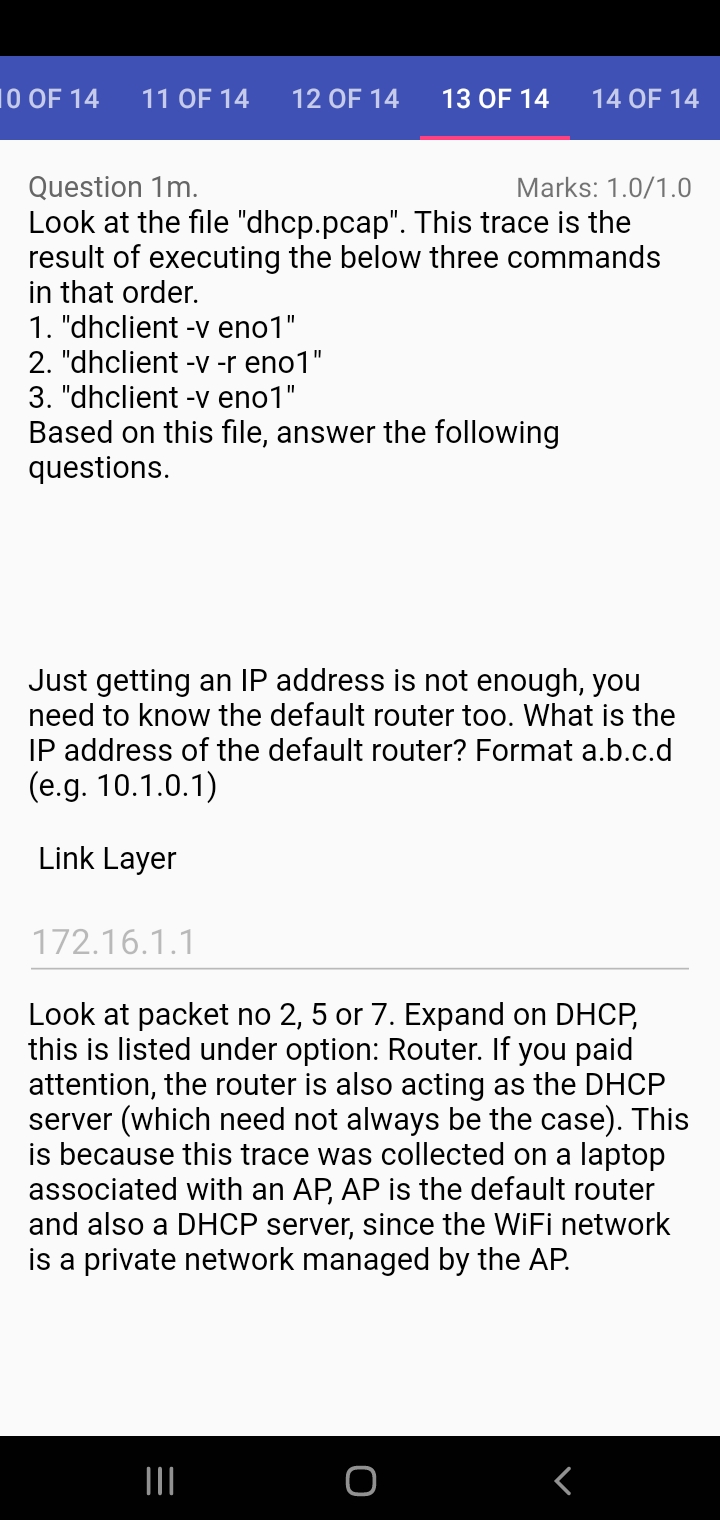 10 OF 14 11 OF 14 12 OF 14 13 OF 14 14 OF 14
Question 1m. Marks: 1.0/1.0
Look at the file "dhcp.pcap". This trace is the
result of executing the below three commands
in that order.
1. "dhclient -v eno1"
2. "dhclient -v -r eno1"
3. "dhclient -v eno1"
Based on this file, answer the following
questions.
Just getting an IP address is not enough, you
need to know the default router too. What is the
IP address of the default router? Format a.b.c.d
(e.g. 10.1.0.1)
Link Layer
172.16.1.1
Look at packet no 2, 5 or 7. Expand on DHCP,
this is listed under option: Router. If you paid
attention, the router is also acting as the DHCP
server (which need not always be the case). This
is because this trace was collected on a laptop
associated with an AP, AP is the default router
and also a DHCP server, since the WiFi network
is a private network managed by the AP.